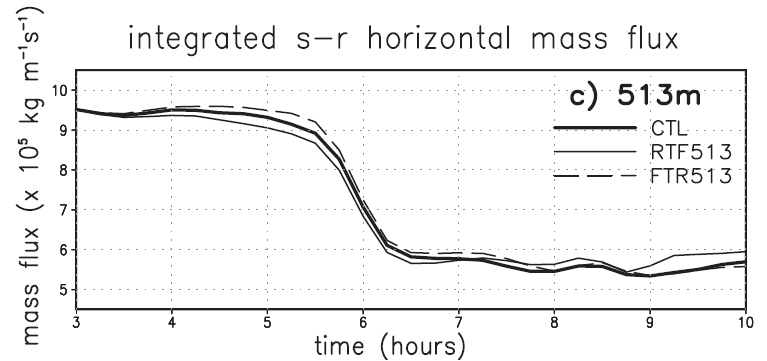 integrated s-r horizontal mass flux
mass flux (x 10⁵ kg m⁻¹s⁻¹)
10
9
8
7
6
5
c) 513m
CTL
RTF513
FTR513
3 4 5 6 7 8 9 10
time (hours)